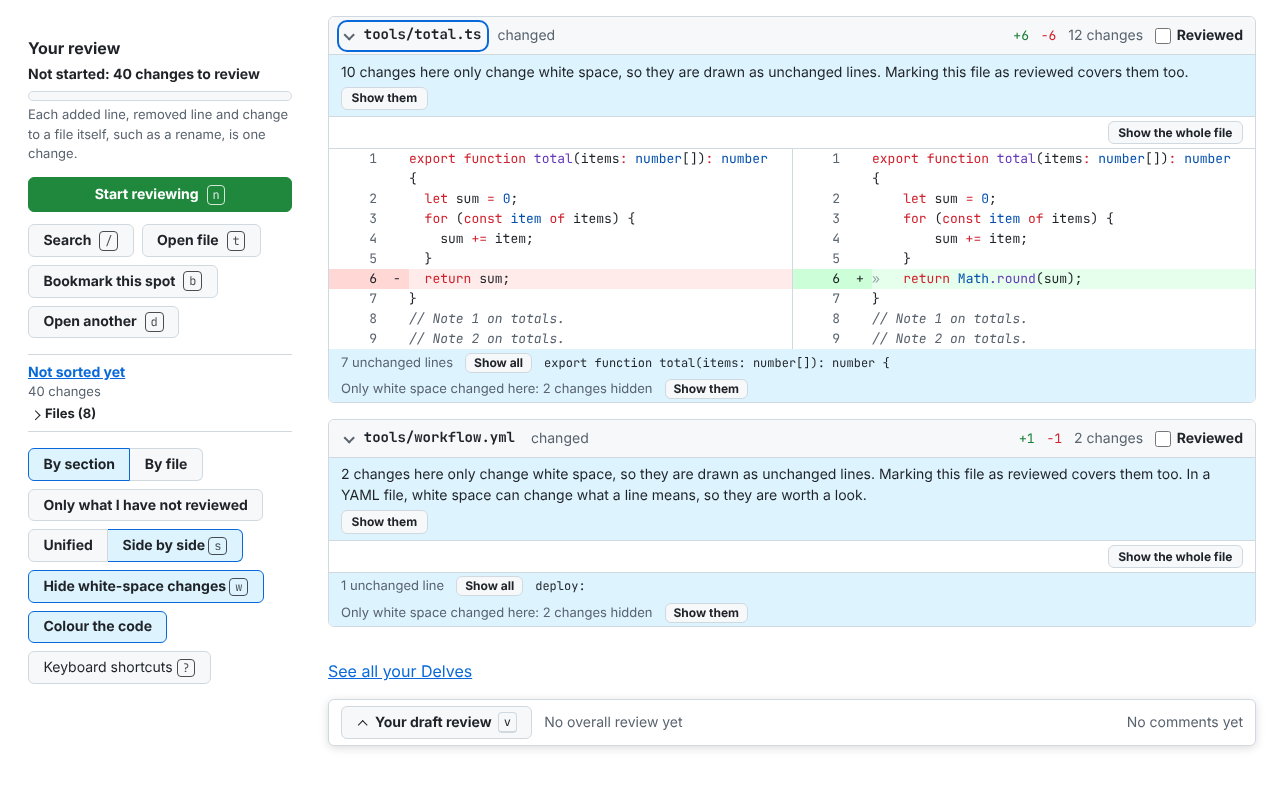 Your review
Not started: 40 changes to review
Each added line, removed line and change
to a file itself, such as a rename, is one
change.
Start reviewing n
Search / Open file t
Bookmark this spot b
Open another d
Not sorted yet
40 changes
Files (8)
By section By file
Only what I have not reviewed
Unified Side by side s
Hide white-space changes w
Colour the code
Keyboard shortcuts ?
tools/total.ts changed +6 -6 12 changes Reviewed
10 changes here only change white space, so they are drawn as unchanged lines. Marking this file as reviewed covers them too.
Show them
Show the whole file
1 export function total(items: number[]): number
{
2 let sum = 0;
3 for (const item of items) {
4 sum += item;
5 }
6 - return sum;
7 }
8 // Note 1 on totals.
9 // Note 2 on totals.
1 export function total(items: number[]): number
{
2 let sum = 0;
3 for (const item of items) {
4 sum += item;
5 }
6 + » return Math.round(sum);
7 }
8 // Note 1 on totals.
9 // Note 2 on totals.
7 unchanged lines Show all export function total(items: number[]): number {
Only white space changed here: 2 changes hidden Show them
tools/workflow.yml changed +1 -1 2 changes Reviewed
2 changes here only change white space, so they are drawn as unchanged lines. Marking this file as reviewed covers them too. In a
YAML file, white space can change what a line means, so they are worth a look.
Show them
Show the whole file
1 unchanged line Show all deploy:
Only white space changed here: 2 changes hidden Show them
See all your Delves
Your draft review v No overall review yet No comments yet